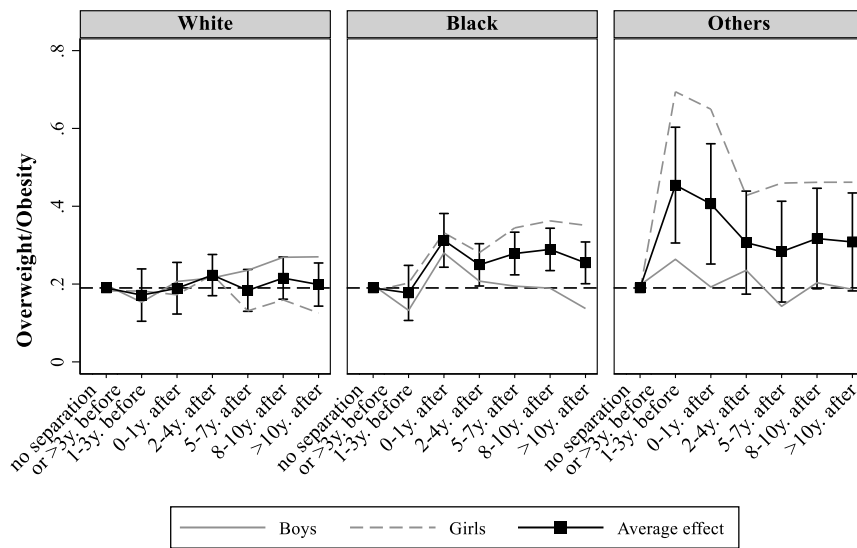 White
Black
Others
Overweight/Obesity
.8
.6
.4
.2
0
no separation
or >3y. before
1-3y. before
0-1y. after
2-4y. after
5-7y. after
8-10y. after
>10y. after
no separation
or >3y. before
1-3y. before
0-1y. after
2-4y. after
5-7y. after
8-10y. after
>10y. after
no separation
or >3y. before
1-3y. before
0-1y. after
2-4y. after
5-7y. after
8-10y. after
>10y. after
Boys
Girls
Average effect